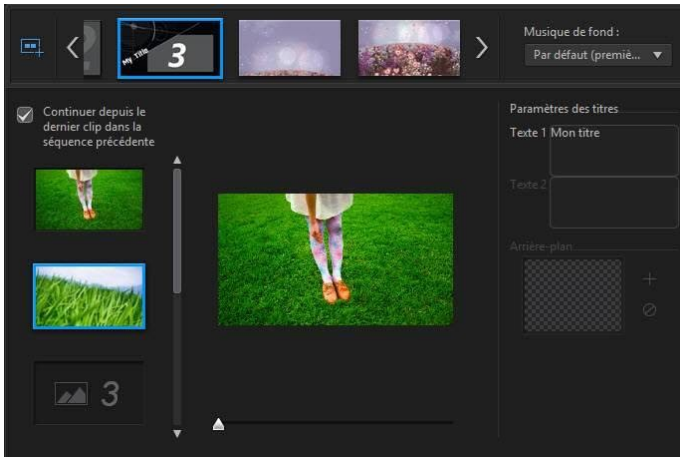 Musique de fond :
Par défaut (premiè...
My Title
3
Continuer depuis le
dernier clip dans la
séquence précédente
Paramètres des titres
Texte 1 Mon titre
Texte 2
Arrière-plan
3